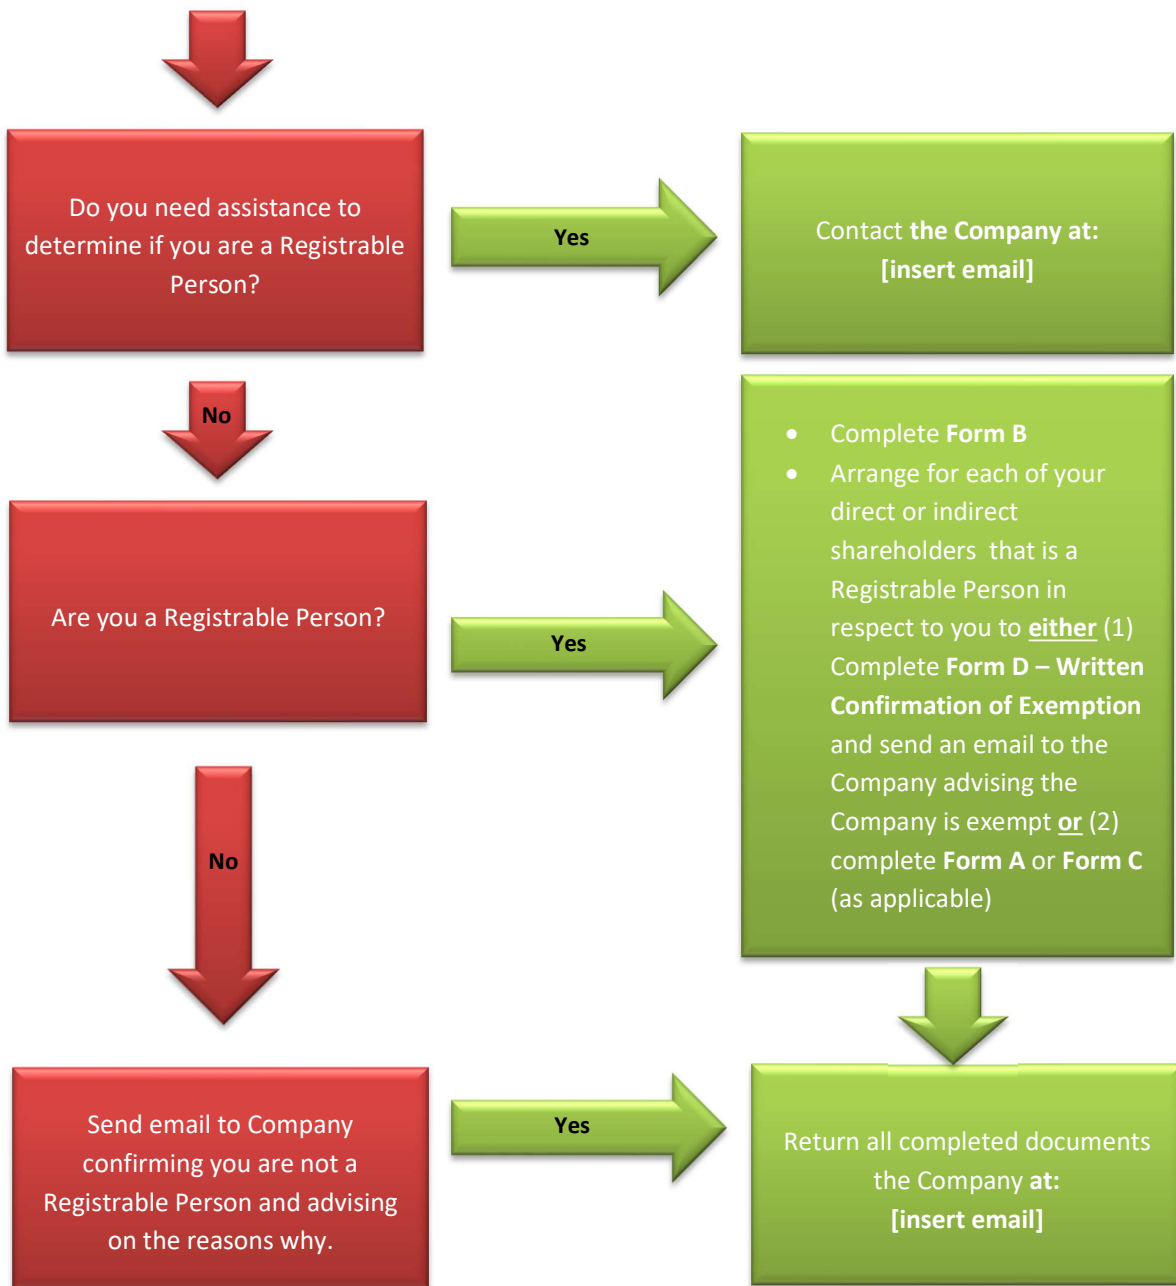 Do you need assistance to
determine if you are a Registrable
Person?
Yes
Contact the Company at:
[insert email]
No
Are you a Registrable Person?
Yes
• Complete Form B
• Arrange for each of your
direct or indirect
shareholders that is a
Registrable Person in
respect to you to either (1)
Complete Form D – Written
Confirmation of Exemption
and send an email to the
Company advising the
Company is exempt or (2)
complete Form A or Form C
(as applicable)
No
Send email to Company
confirming you are not a
Registrable Person and advising
on the reasons why.
Yes
Return all completed documents
the Company at:
[insert email]